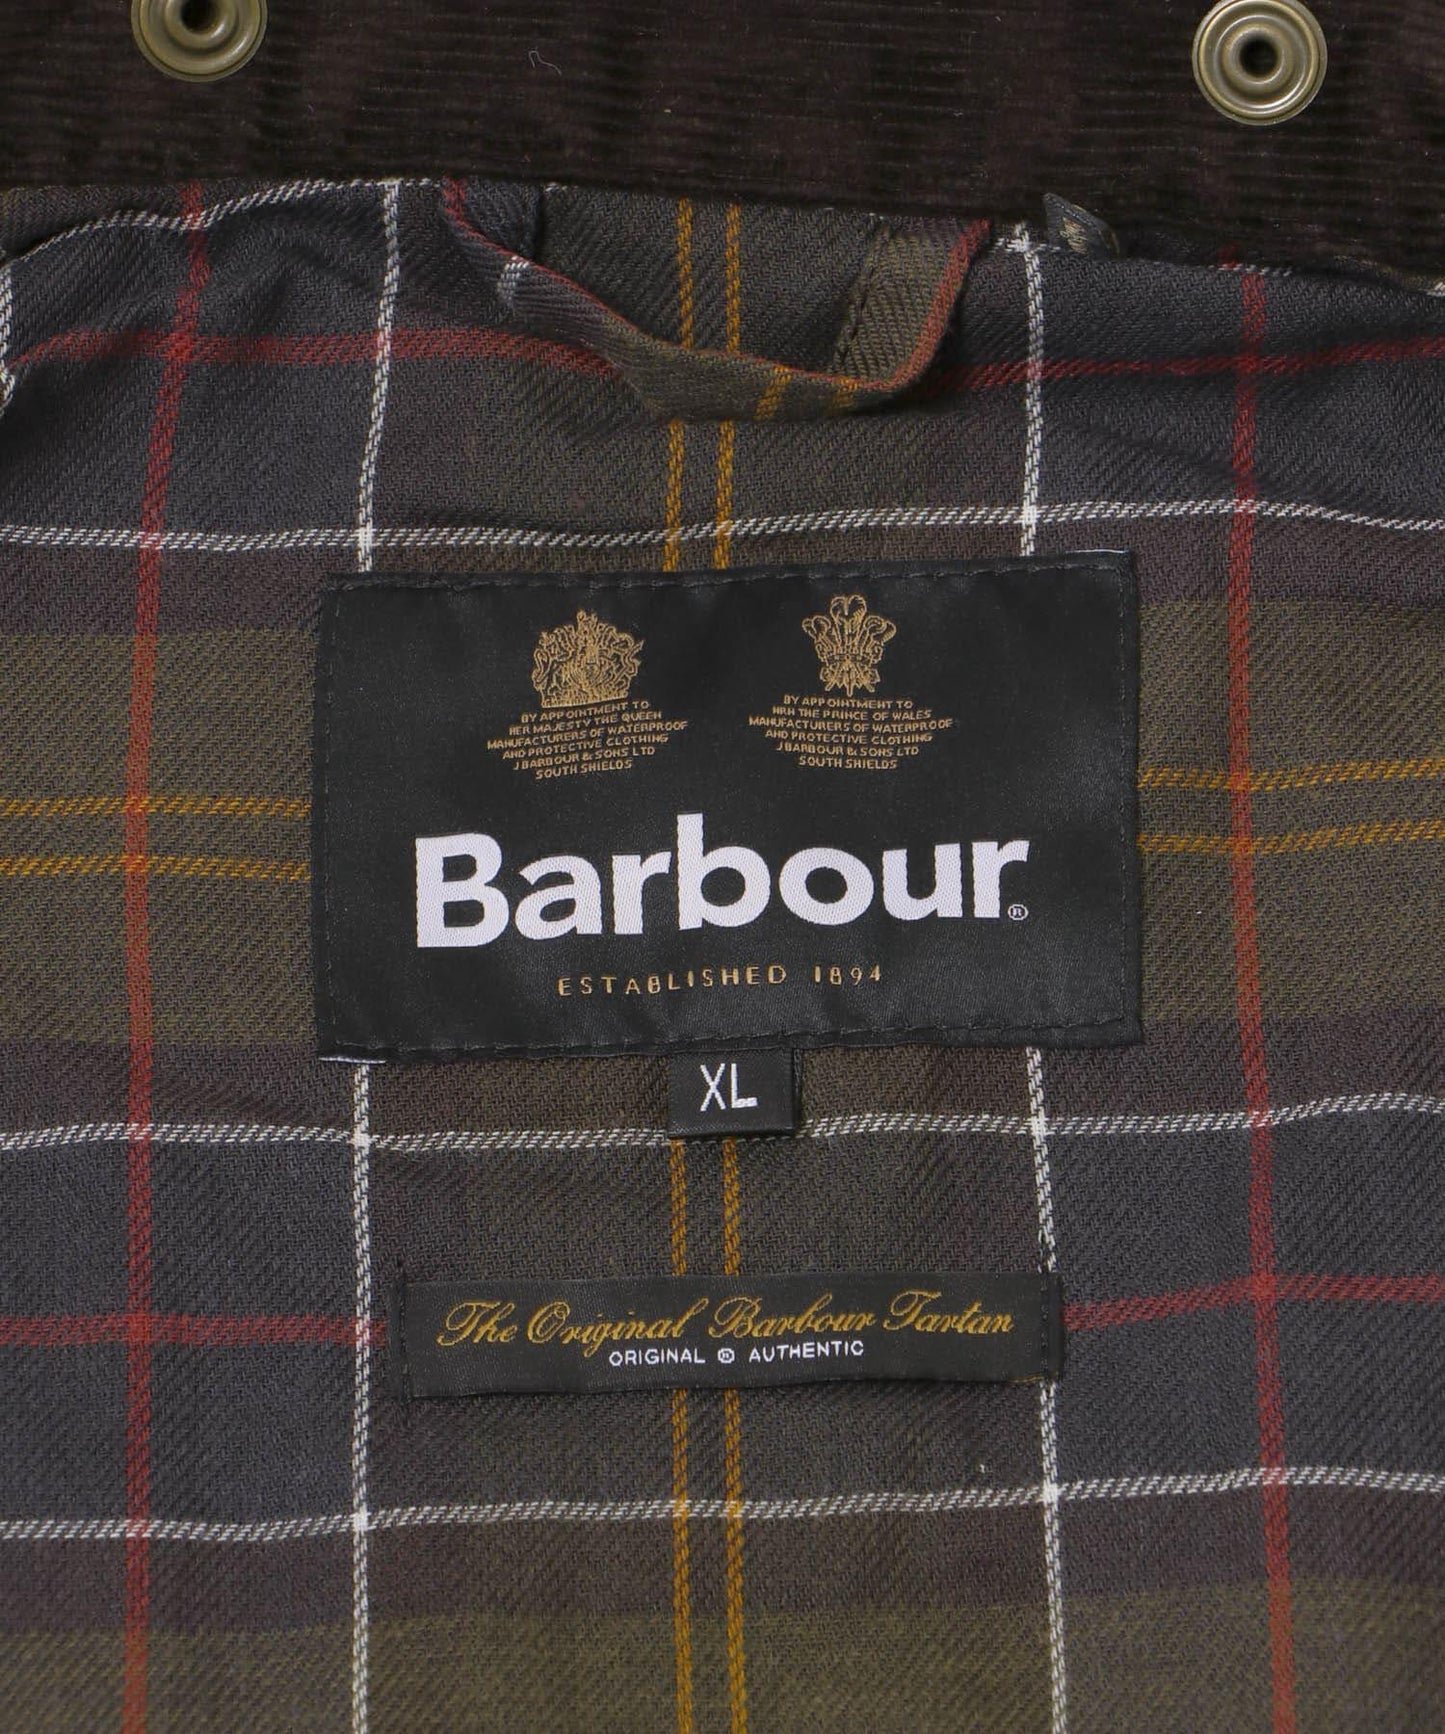 BY APPOINTMENT TO
HER MAJESTY THE QUEEN
MANUFACTURERS OF WATERPROOF
AND PROTECTIVE CLOTHING
J BARBOUR & SONS LTD
SOUTH SHIELDS
BY APPOINTMENT TO
HRH THE PRINCE OF WALES
MANUFACTURERS OF WATERPROOF
AND PROTECTIVE CLOTHING
J BARBOUR & SONS LTD
SOUTH SHIELDS
Barbour®
ESTABLISHED 1894
XL
The Original Barbour Tartan
ORIGINAL ® AUTHENTIC